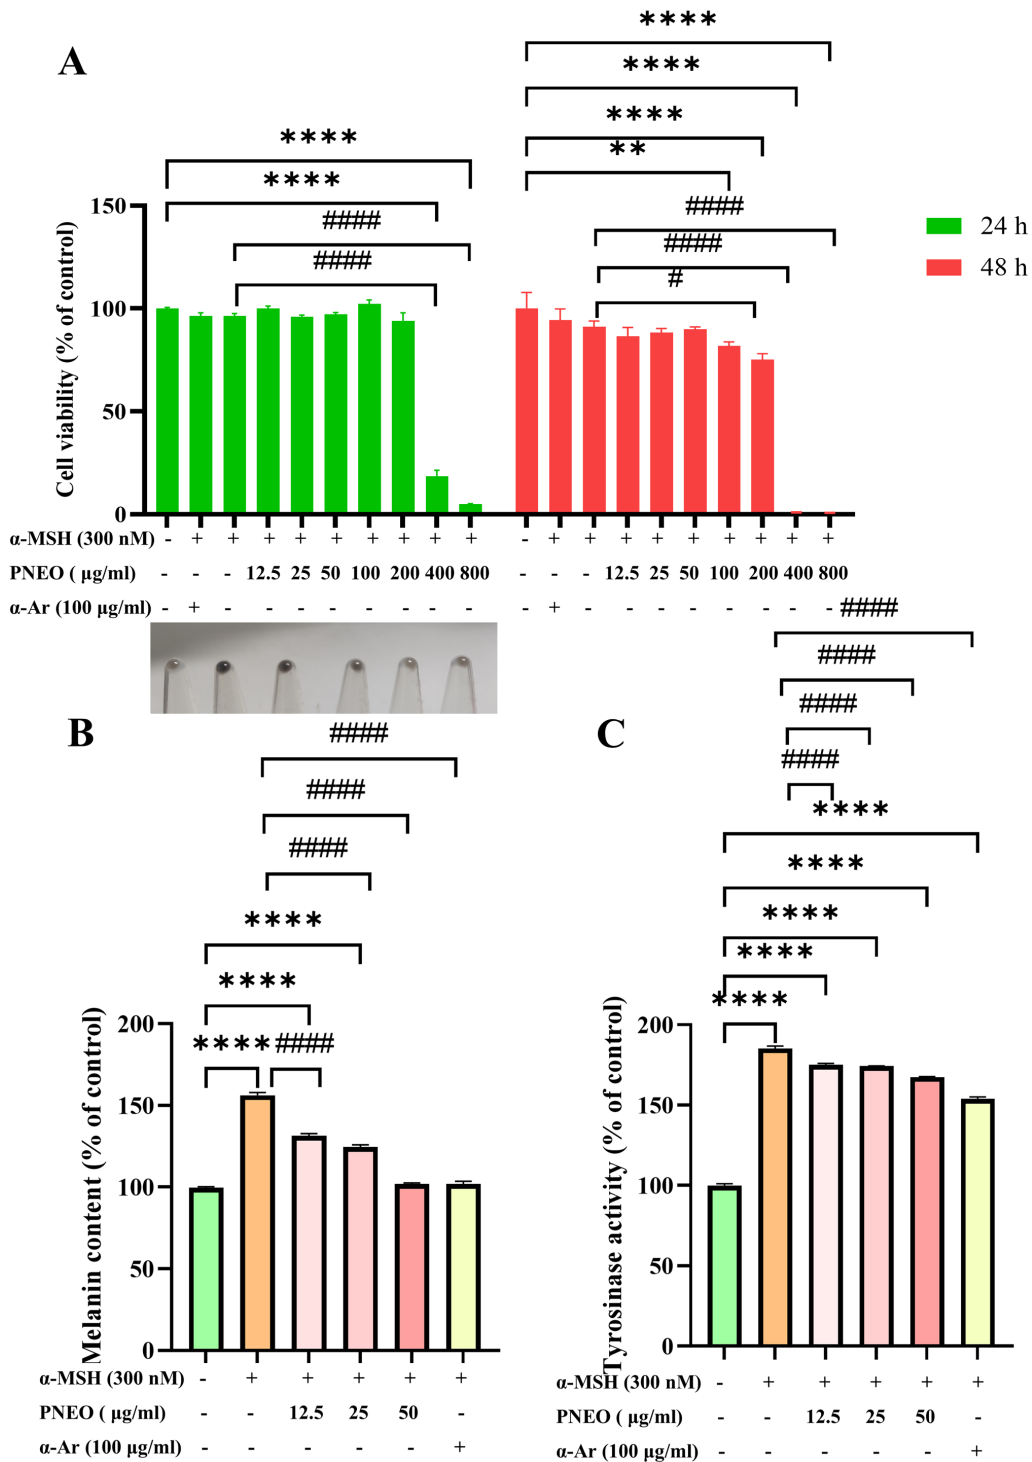 A
****
****
****
****
**
****
****
####
####
####
####
#
150
100
50
0
Cell viability (% of control)
24 h
48 h
α-MSH (300 nM) - + + + + + + + + + - + + + + + + + + +
PNEO ( μg/ml) - - - 12.5 25 50 100 200 400 800 - - - 12.5 25 50 100 200 400 800
α-Ar (100 μg/ml) - + - - - - - - - - - + - - - - - - - -
B
####
####
####
****
****
**** ####
200
150
100
50
0
Melanin content (% of control)
α-MSH (300 nM) - + + + + +
PNEO ( μg/ml) - - 12.5 25 50 -
α-Ar (100 μg/ml) - - - - - +
C
####
####
####
####
****
****
****
****
****
200
150
100
50
0
Tyrosinase activity (% of control)
α-MSH (300 nM) - + + + + +
PNEO ( μg/ml) - - 12.5 25 50 -
α-Ar (100 μg/ml) - - - - - +